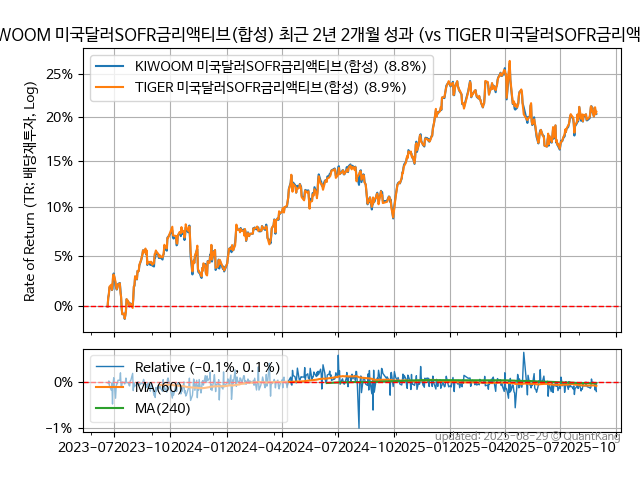 WOOM 미국달러SOFR금리액티브(합성) 최근 2년 2개월 성과 (vs TIGER 미국달러SOFR금리액
KIWOOM 미국달러SOFR금리액티브(합성) (8.8%)
TIGER 미국달러SOFR금리액티브(합성) (8.9%)
Rate of Return (TR: 배당재투자, Log)
25%
20%
15%
10%
5%
0%
Relative (−0.1%, 0.1%)
MA(60)
MA(240)
0%
−1%
updated: 2025-08-29 © QuantKang
2023-07 2023-10 2024-01 2024-04 2024-07 2024-10 2025-01 2025-04 2025-07 2025-10